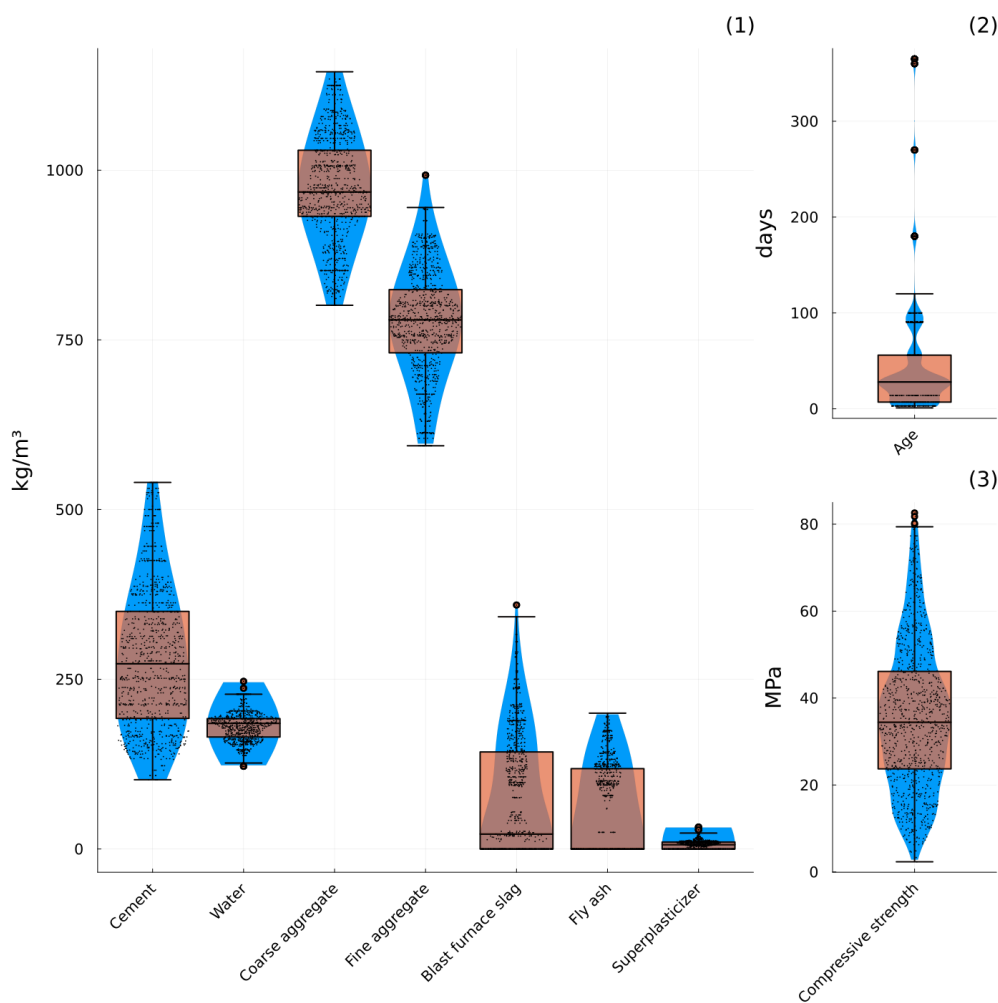 (1)
kg/m³
1000
750
500
250
0
Cement
Water
Coarse aggregate
Fine aggregate
Blast furnace slag
Fly ash
Superplasticizer
(2)
days
300
200
100
0
Age
(3)
MPa
80
60
40
20
0
Compressive strength